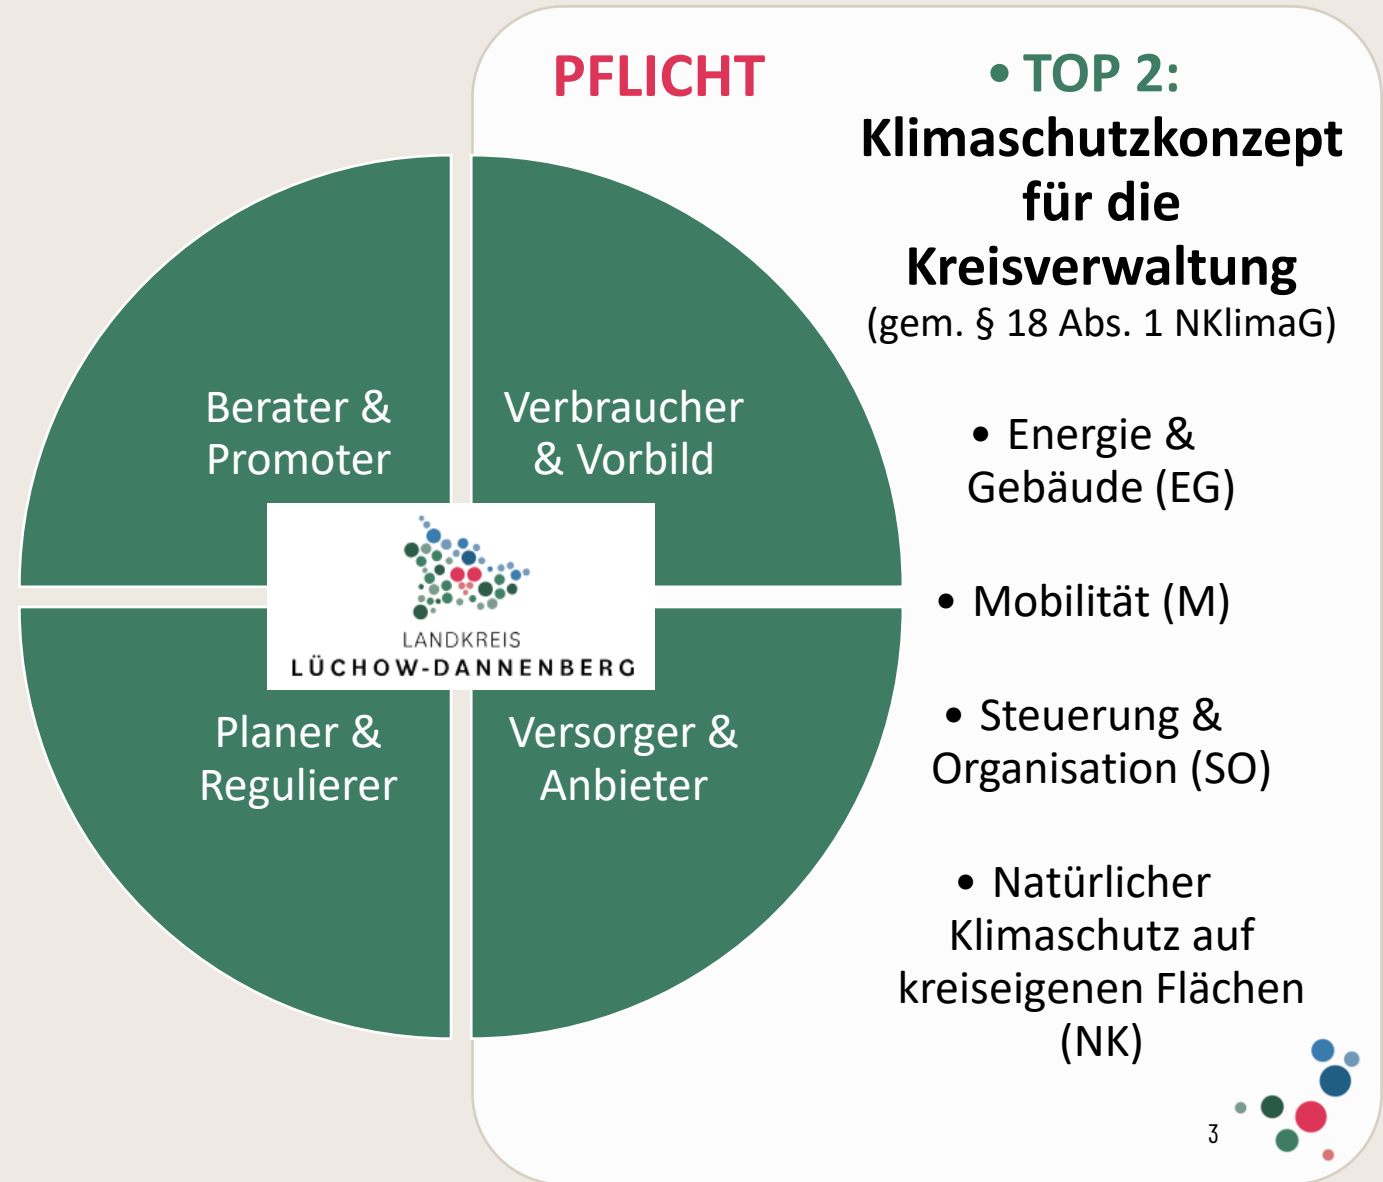 PFLICHT
• TOP 2:
Klimaschutzkonzept
für die
Kreisverwaltung
(gem. § 18 Abs. 1 NKlimaG)
• Energie &
Gebäude (EG)
• Mobilität (M)
• Steuerung &
Organisation (SO)
• Natürlicher
Klimaschutz auf
kreiseigenen Flächen
(NK)
Berater &
Promoter
Verbraucher
& Vorbild
LANDKREIS
LÜCHOW-DANNENBERG
Planer &
Regulierer
Versorger &
Anbieter
3